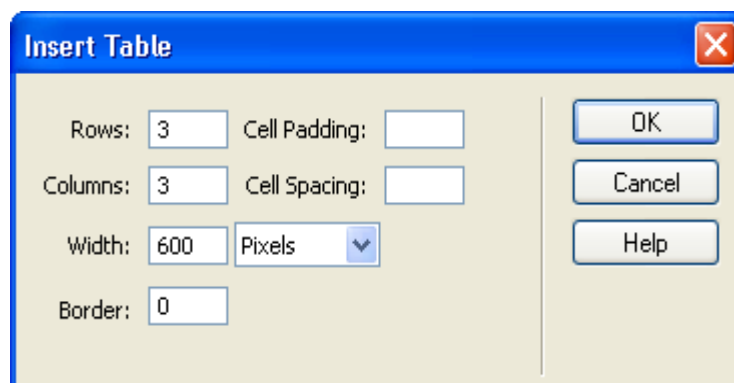 Insert Table
Rows: 3 Cell Padding: OK
Columns: 3 Cell Spacing: Cancel
Width: 600 Pixels Help
Border: 0